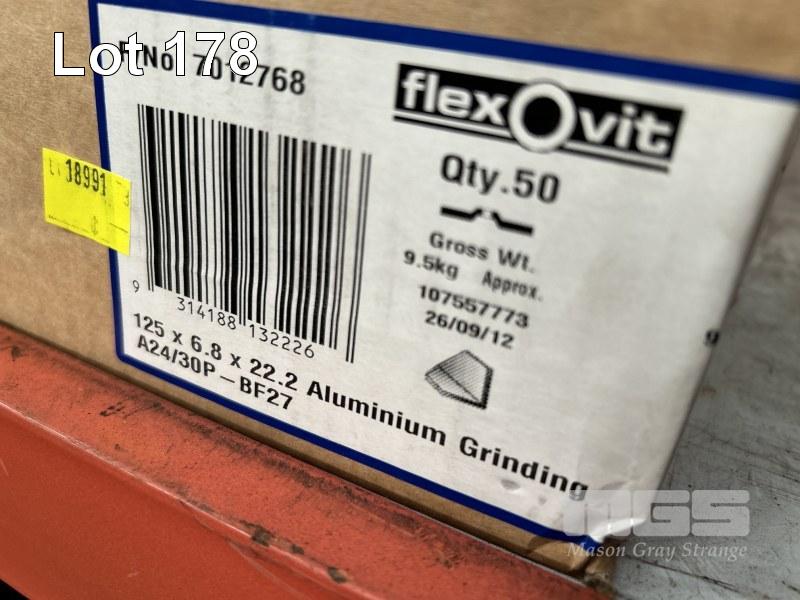 Lot 178
P.No. 7012768
flexOvit
Qty.50
Gross Wt.
9.5kg Approx.
107557773
26/09/12
18991
9 314188 132226
125 x 6.8 x 22.2 Aluminium Grinding
A24/30P – BF27
MGS
Mason Gray Strange